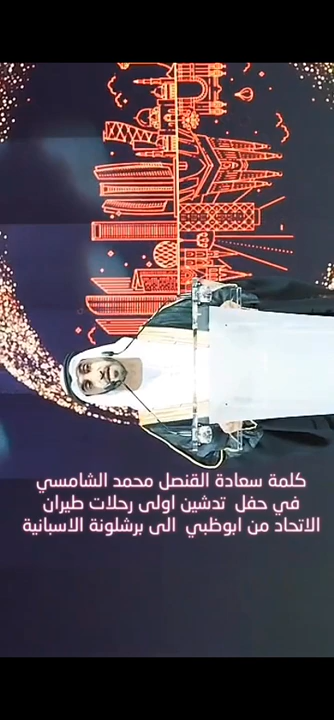 كلمة سعادة القنصل محمد الشامسي
في حفل تدشين اولى رحلات طيران
الاتحاد من ابوظبي الى برشلونة الاسبانية